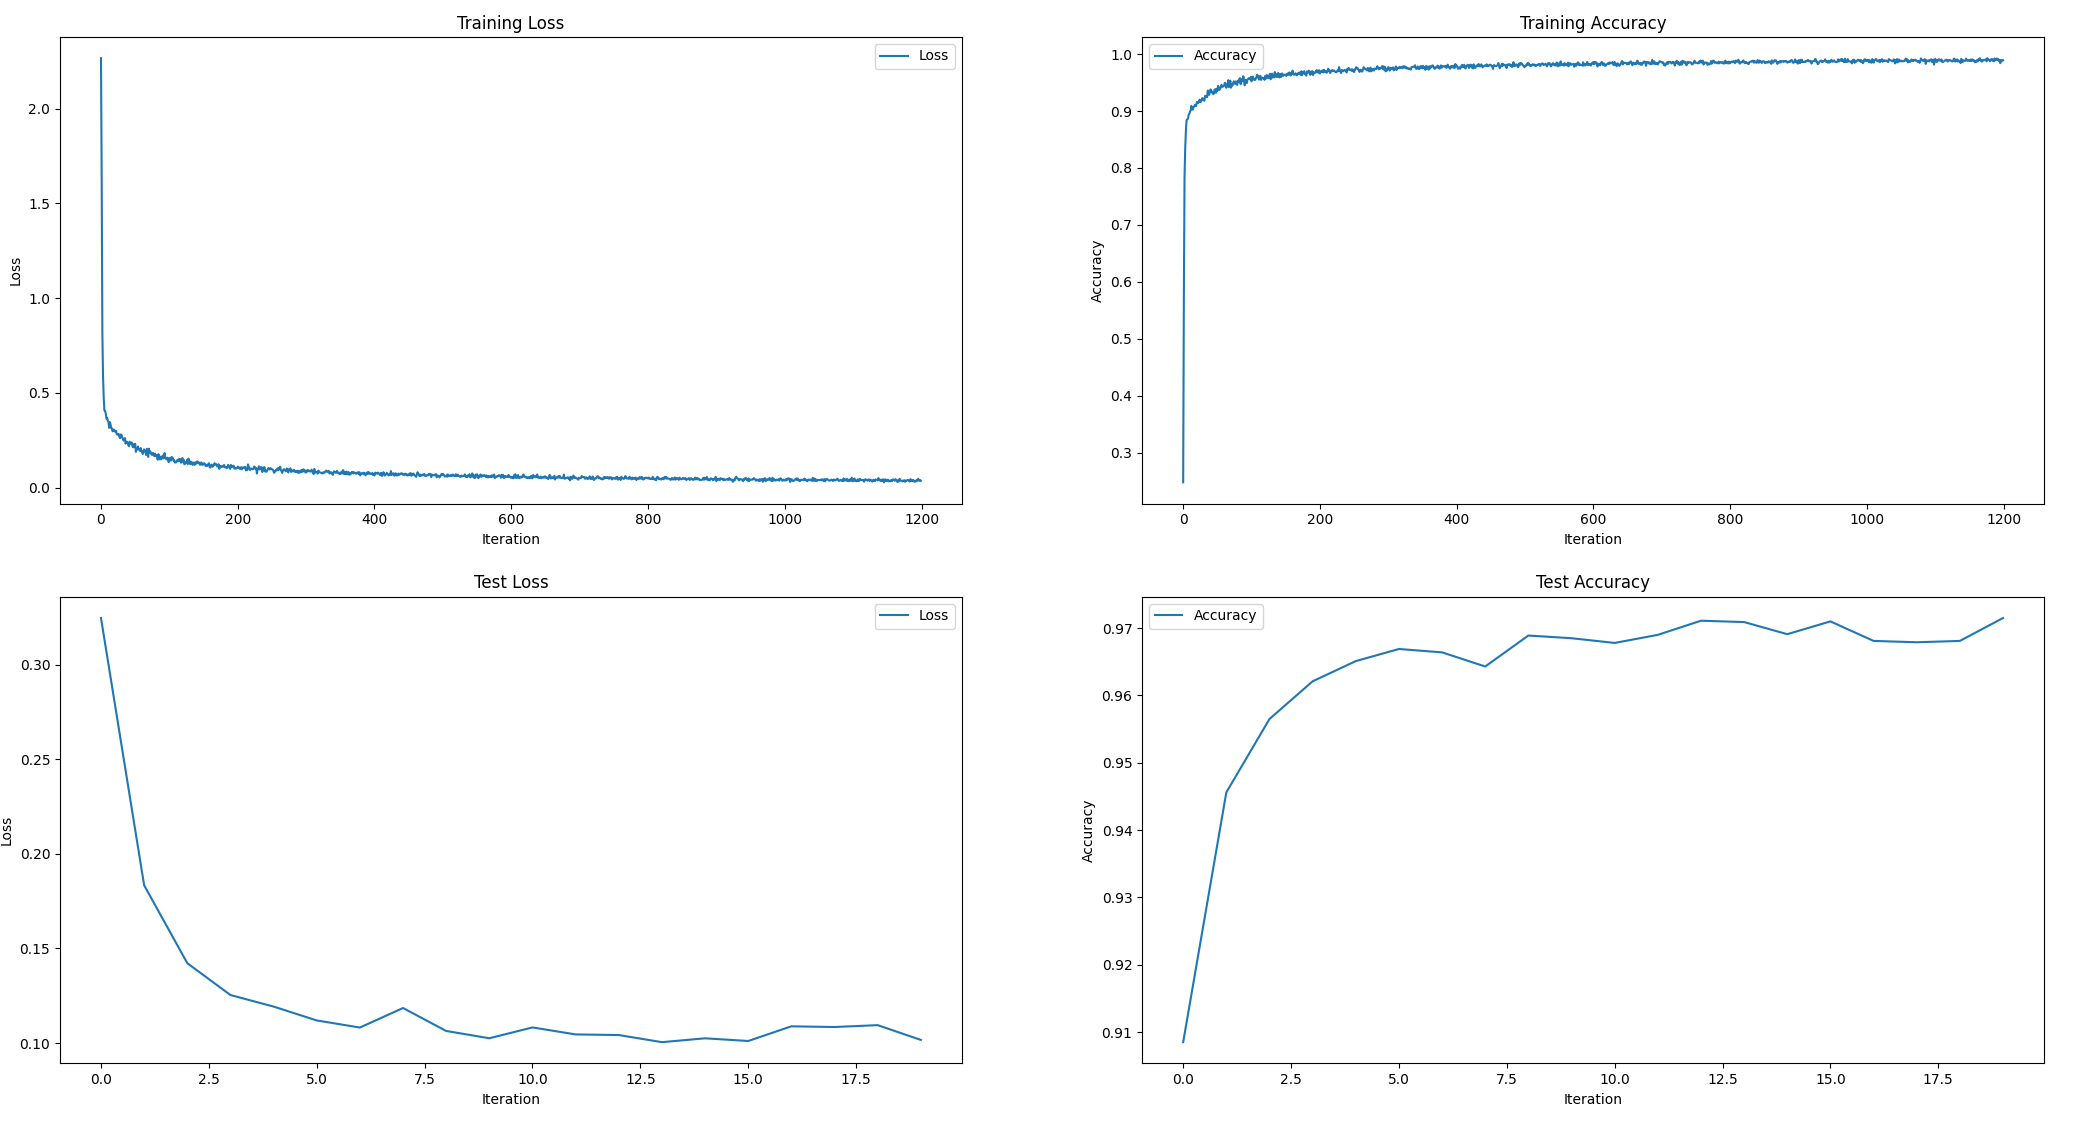 Training Loss
Loss
2.0
1.5
1.0
0.5
0.0
Loss
0 200 400 600 800 1000 1200
Iteration
Training Accuracy
Accuracy
1.0
0.9
0.8
0.7
0.6
0.5
0.4
0.3
Accuracy
0 200 400 600 800 1000 1200
Iteration
Test Loss
Loss
0.30
0.25
0.20
0.15
0.10
Loss
0.0 2.5 5.0 7.5 10.0 12.5 15.0 17.5
Iteration
Test Accuracy
Accuracy
0.97
0.96
0.95
0.94
0.93
0.92
0.91
Accuracy
0.0 2.5 5.0 7.5 10.0 12.5 15.0 17.5
Iteration